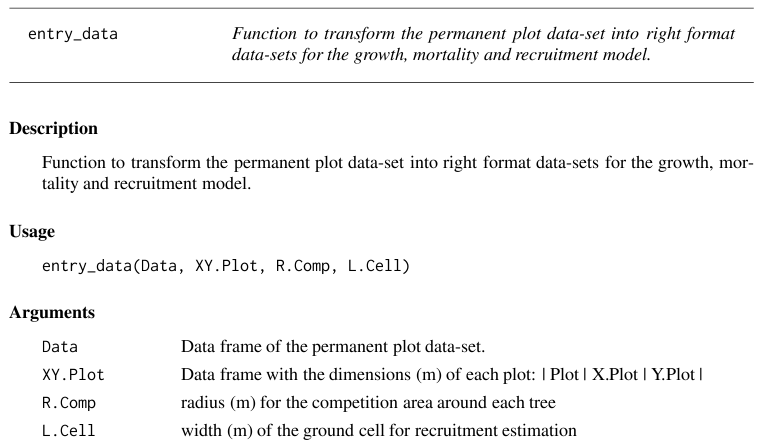 entry_data Function to transform the permanent plot data-set into right format
data-sets for the growth, mortality and recruitment model.
Description
Function to transform the permanent plot data-set into right format data-sets for the growth, mor-
tality and recruitment model.
Usage
entry_data(Data, XY.Plot, R.Comp, L.Cell)
Arguments
Data Data frame of the permanent plot data-set.
XY.Plot Data frame with the dimensions (m) of each plot: | Plot | X.Plot | Y.Plot |
R.Comp radius (m) for the competition area around each tree
L.Cell width (m) of the ground cell for recruitment estimation